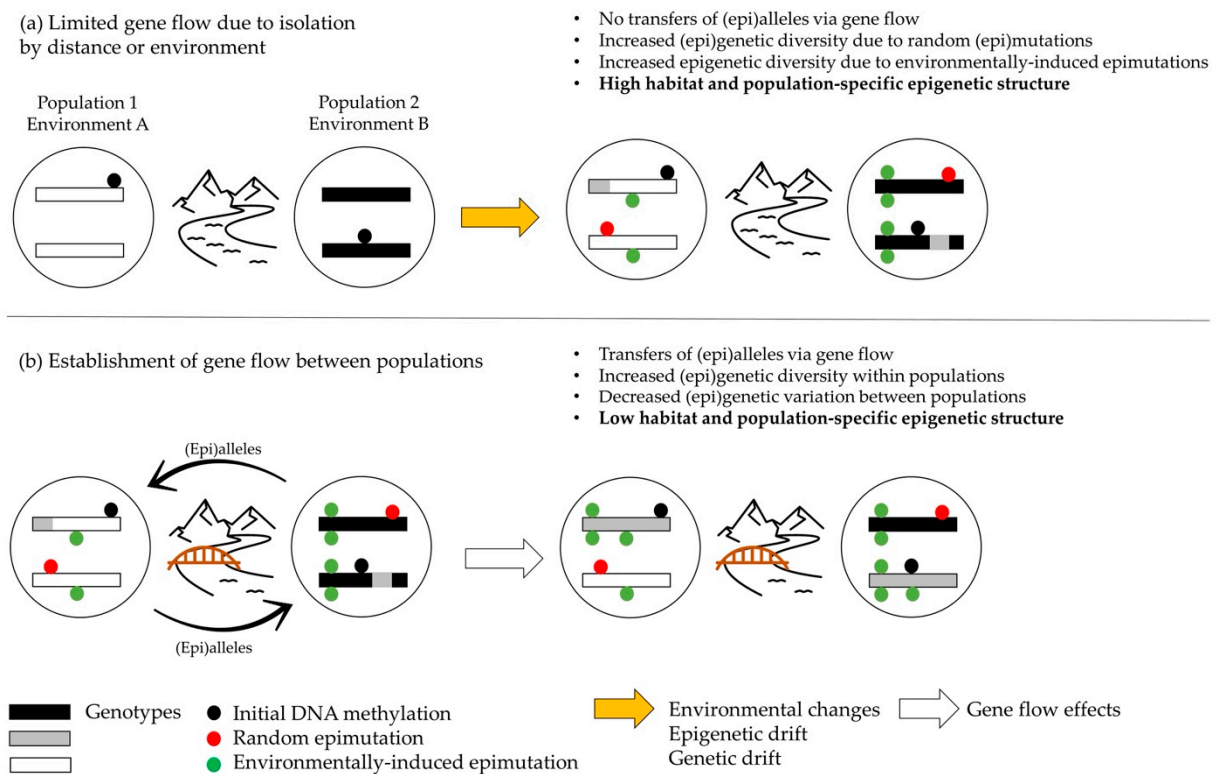 (a) Limited gene flow due to isolation
by distance or environment
• No transfers of (epi)alleles via gene flow
• Increased (epi)genetic diversity due to random (epi)mutations
• Increased epigenetic diversity due to environmentally-induced epimutations
• High habitat and population-specific epigenetic structure
Population 1
Environment A
Population 2
Environment B
(b) Establishment of gene flow between populations
• Transfers of (epi)alleles via gene flow
• Increased (epi)genetic diversity within populations
• Decreased (epi)genetic variation between populations
• Low habitat and population-specific epigenetic structure
(Epi)alleles
(Epi)alleles
Genotypes
Initial DNA methylation
Random epimutation
Environmentally-induced epimutation
Environmental changes
Epigenetic drift
Genetic drift
Gene flow effects